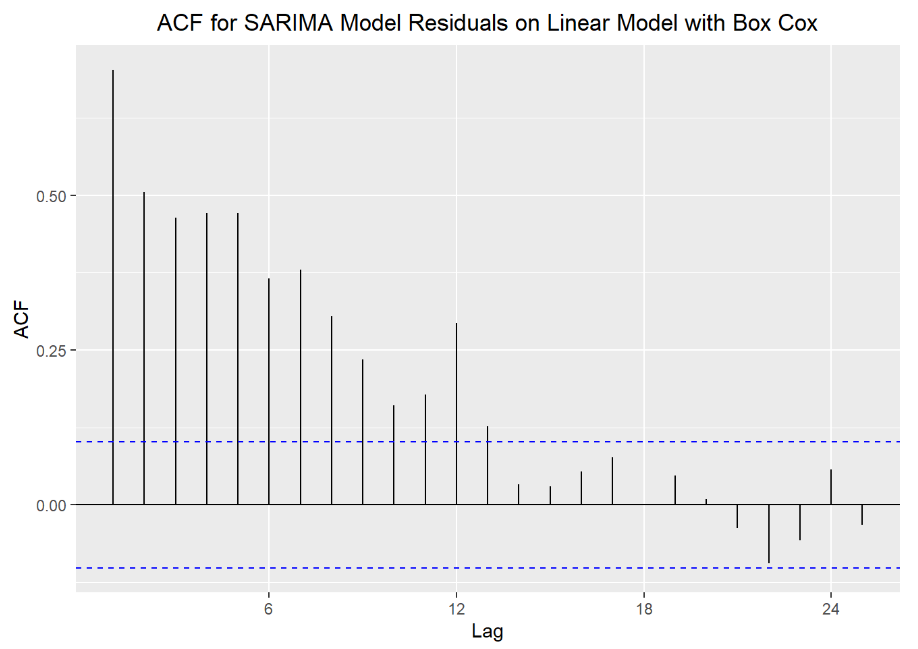 ACF for SARIMA Model Residuals on Linear Model with Box Cox
ACF
0.50
0.25
0.00
6 12 18 24
Lag